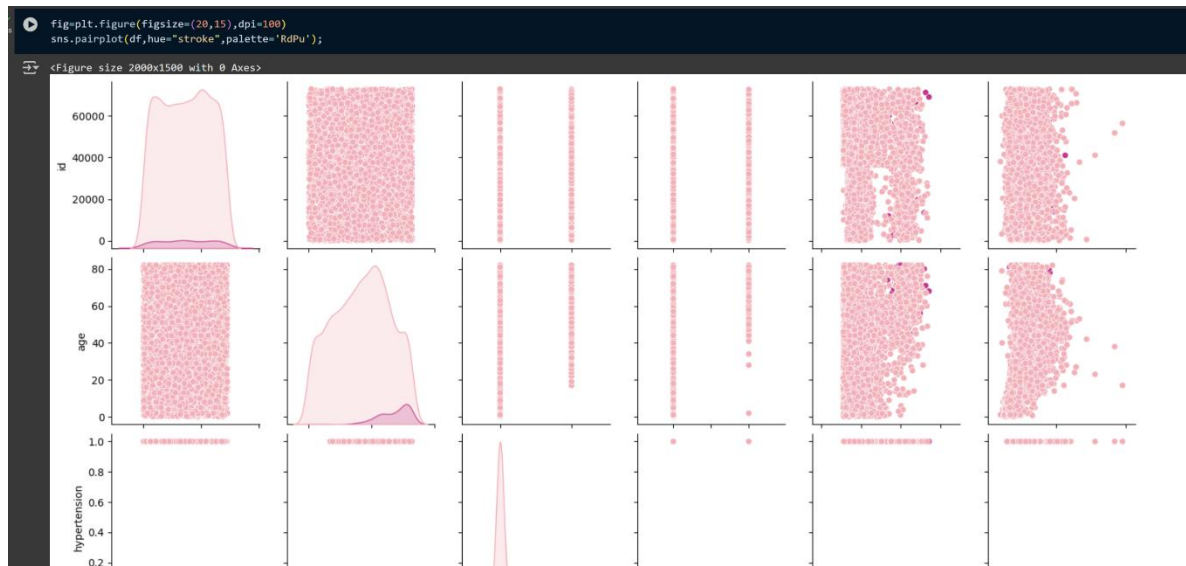 fig=plt.figure(figsize=(20,15),dpi=100)
sns.pairplot(df,hue="stroke",palette='RdPu');
<Figure size 2000x1500 with 0 Axes>
60000
40000
20000
0
id
80
60
40
20
0
age
1.0
0.8
0.6
0.4
0.2
hypertension